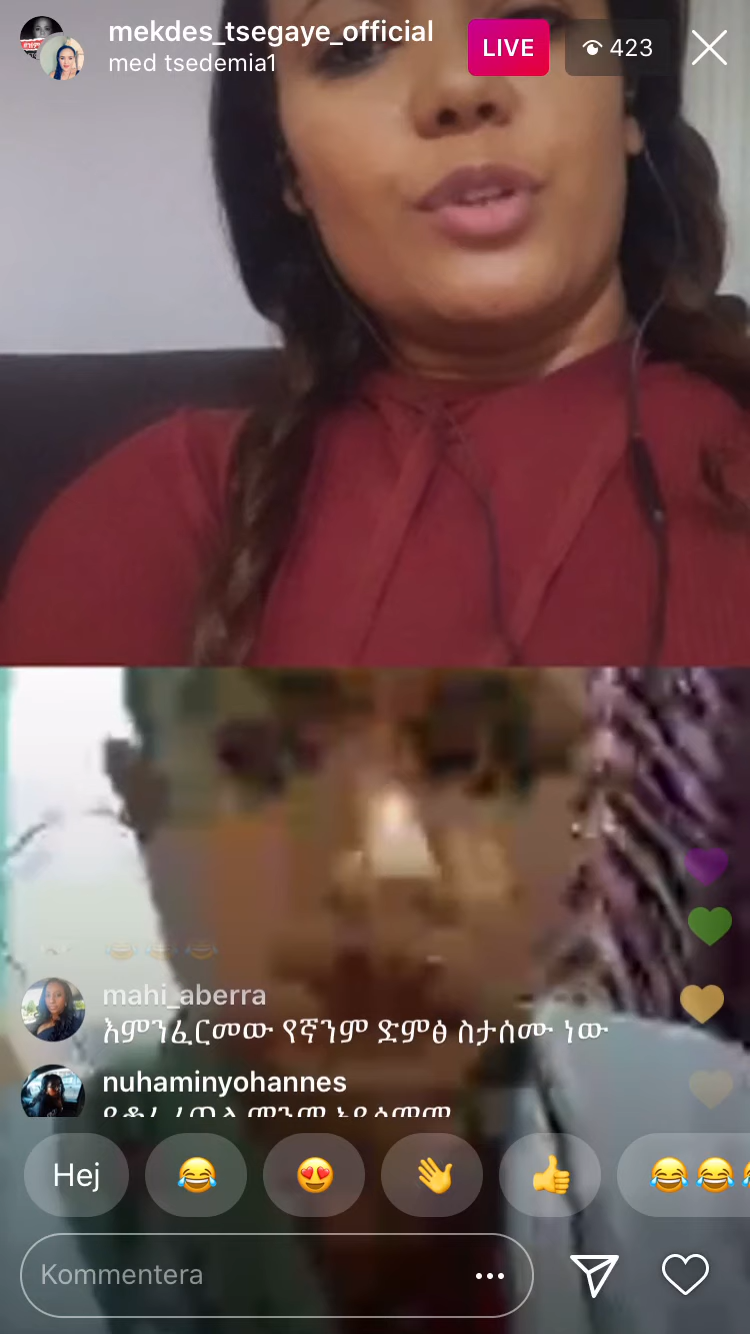 mekdes_tsegaye_official
med tsedemia1
LIVE
423
mahi_aberra
እምንፈርመው የኛንም ድምፅ ስታሰሙ ነው
nuhaminyohannes
Hej
Kommentera